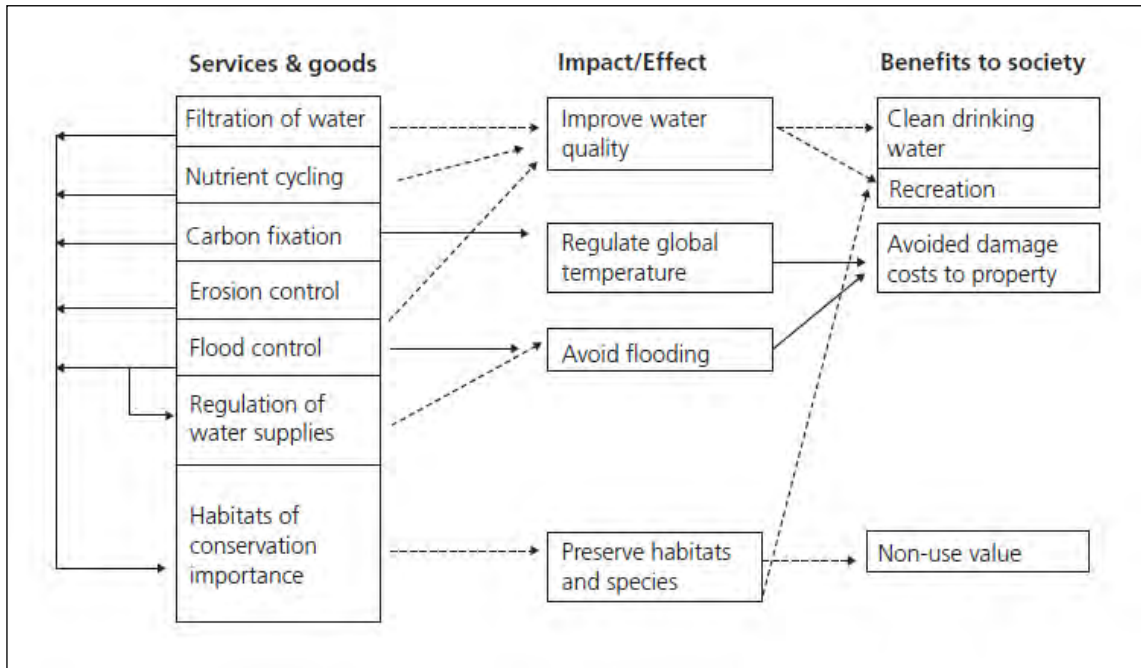 Services & goods
Impact/Effect
Benefits to society
Filtration of water
Nutrient cycling
Carbon fixation
Erosion control
Flood control
Regulation of
water supplies
Habitats of
conservation
importance
Improve water
quality
Regulate global
temperature
Avoid flooding
Preserve habitats
and species
Clean drinking
water
Recreation
Avoided damage
costs to property
Non-use value